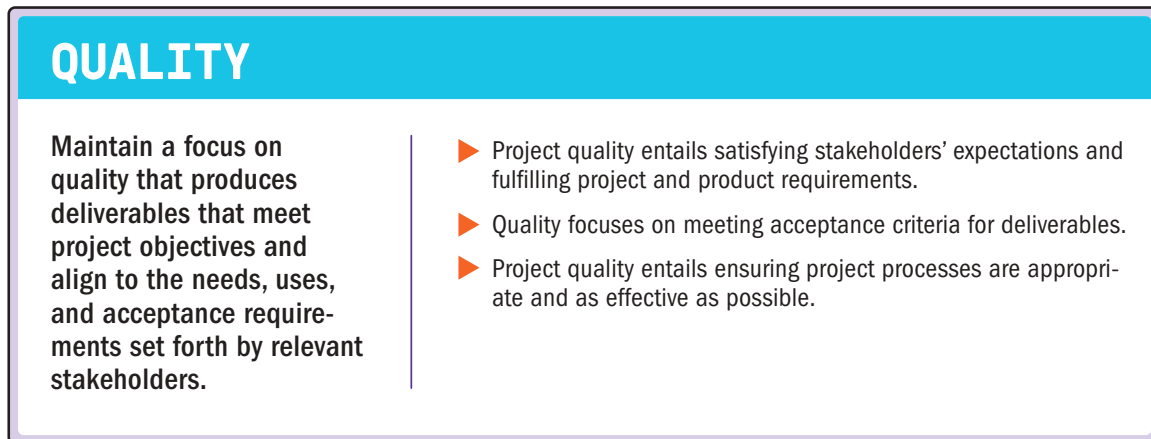 QUALITY
Maintain a focus on
quality that produces
deliverables that meet
project objectives and
align to the needs, uses,
and acceptance require-
ments set forth by relevant
stakeholders.
Project quality entails satisfying stakeholders’ expectations and
fulfilling project and product requirements.
Quality focuses on meeting acceptance criteria for deliverables.
Project quality entails ensuring project processes are appropri-
ate and as effective as possible.